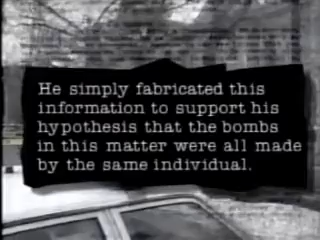 He simply fabricated this
information to support his
hypothesis that the bombs
in this matter were all made
by the same individual.